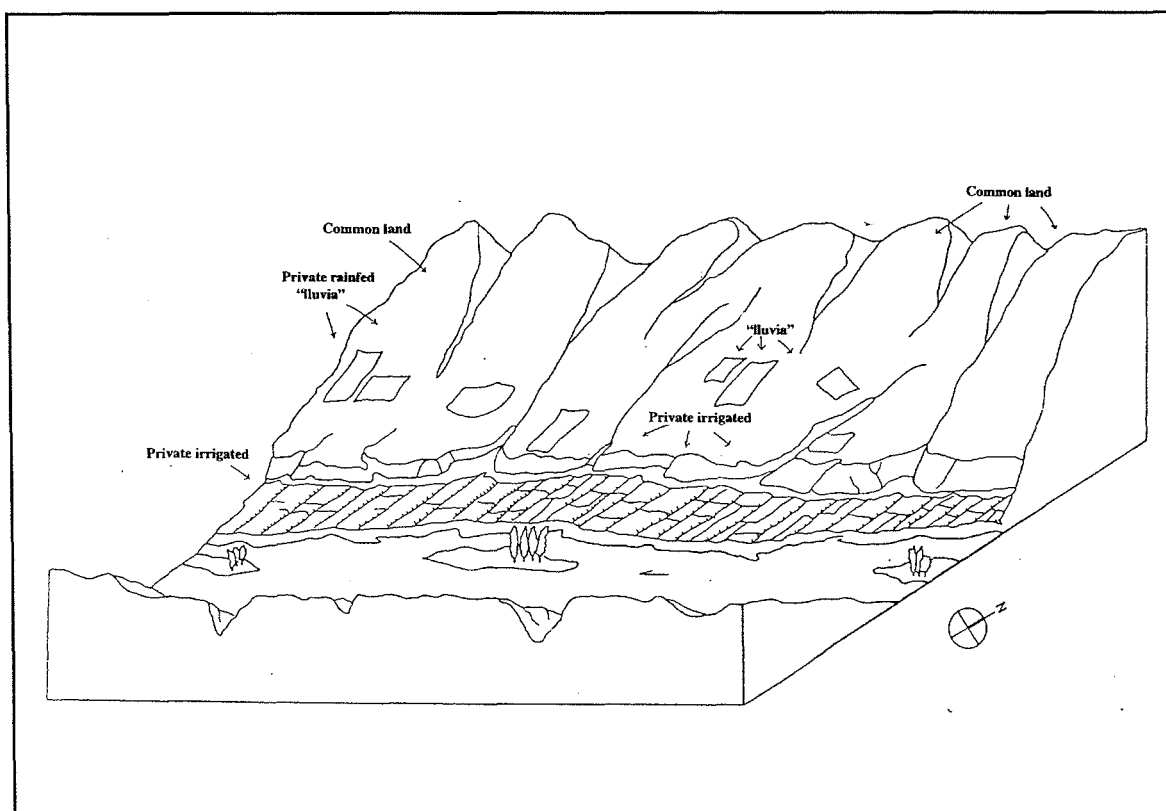 Common land
Common land
Private rainfed
"lluvia"
"lluvia"
Private irrigated
Private irrigated
N